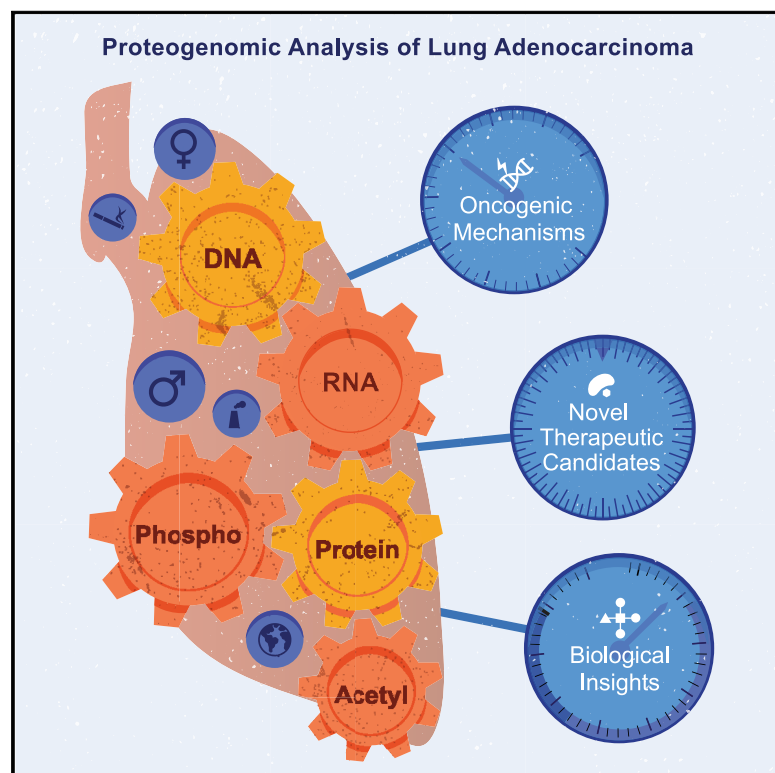 Proteogenomic Analysis of Lung Adenocarcinoma
DNA
RNA
Phospho
Protein
Acetyl
Oncogenic
Mechanisms
Novel
Therapeutic
Candidates
Biological
Insights